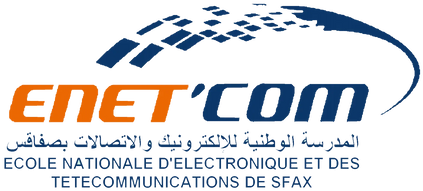 ENET'COM
المدرسة الوطنية للالكترونيك والاتصالات بصفاقس
ECOLE NATIONALE D'ELECTRONIQUE ET DES
TETECOMMUNICATIONS DE SFAX